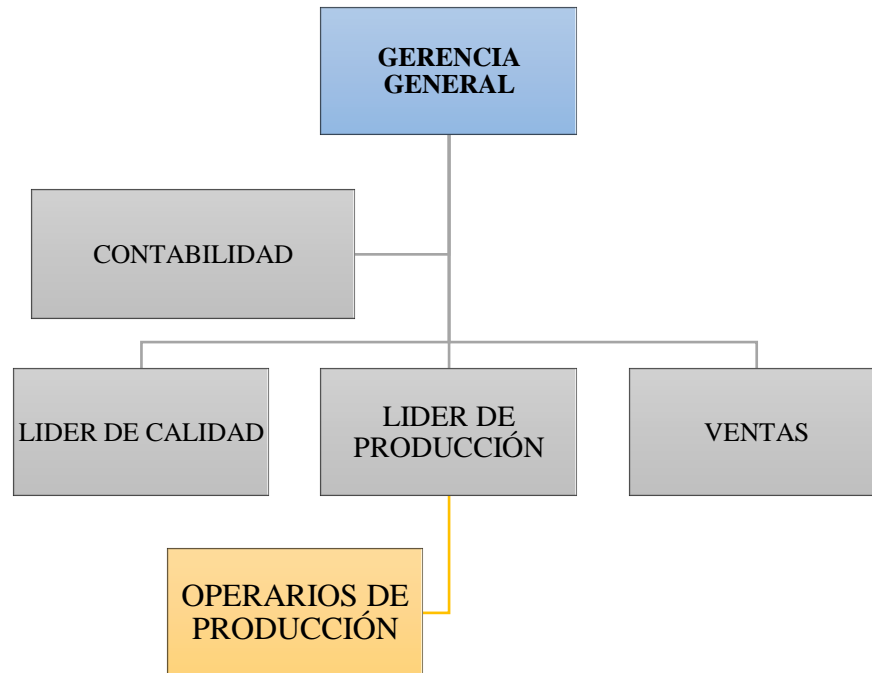 GERENCIA
GENERAL
CONTABILIDAD
LIDER DE CALIDAD
LIDER DE
PRODUCCIÓN
VENTAS
OPERARIOS DE
PRODUCCIÓN